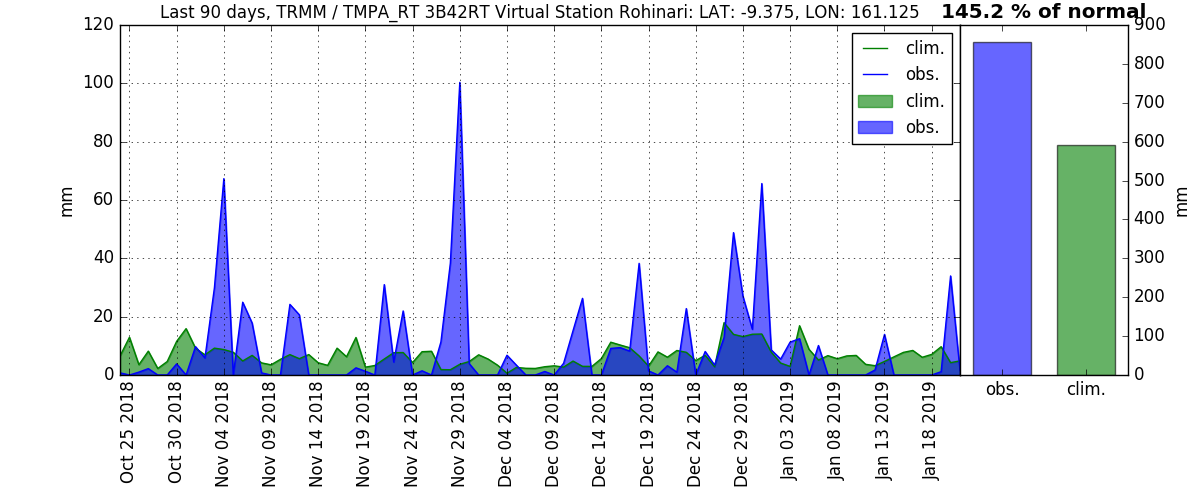 Last 90 days, TRMM / TMPA_RT 3B42RT Virtual Station Rohinari: LAT: -9.375, LON: 161.125
145.2 % of normal
120
100
80
60
40
20
0
mm
clim.
obs.
clim.
obs.
900
800
700
600
500
400
300
200
100
0
mm
Oct 25 2018
Oct 30 2018
Nov 04 2018
Nov 09 2018
Nov 14 2018
Nov 19 2018
Nov 24 2018
Nov 29 2018
Dec 04 2018
Dec 09 2018
Dec 14 2018
Dec 19 2018
Dec 24 2018
Dec 29 2018
Jan 03 2019
Jan 08 2019
Jan 13 2019
Jan 18 2019
obs.
clim.